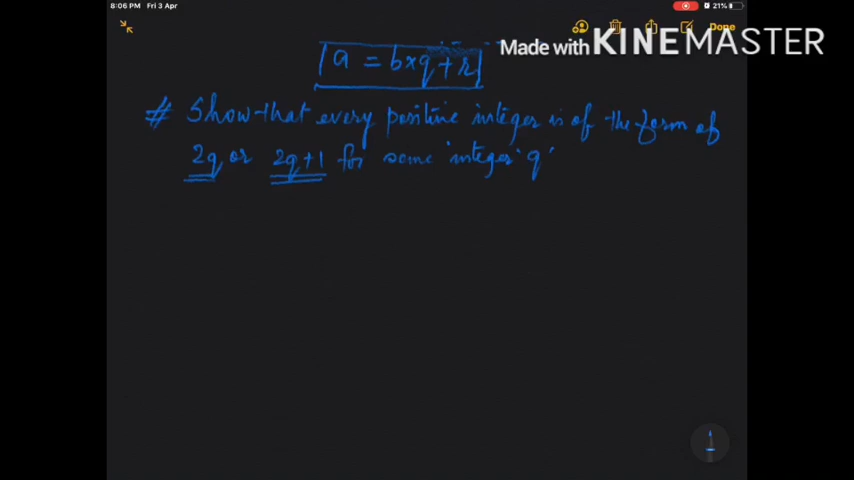 8:06 PM Fri 3 Apr
21%
Done
Made with KINEMASTER
a = b×q+r
# Show that every positive integer is of the form of
2q or 2q+1 for some integer 'q'